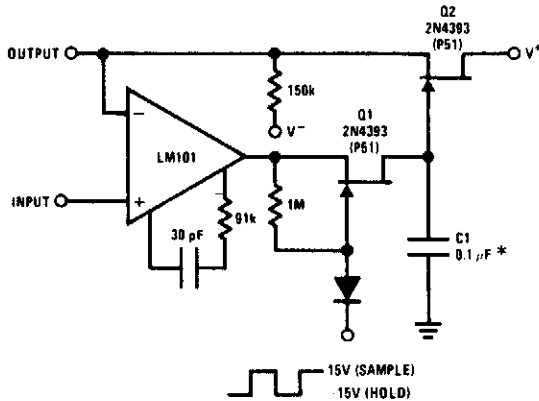 Q2
2N4393
(P51)
OUTPUT
V+
150k
Q1
2N4393
(P51)
V−
−
LM101
+
INPUT
91k
1M
30 pF
C1
0.1 µF *
15V (SAMPLE)
-15V (HOLD)